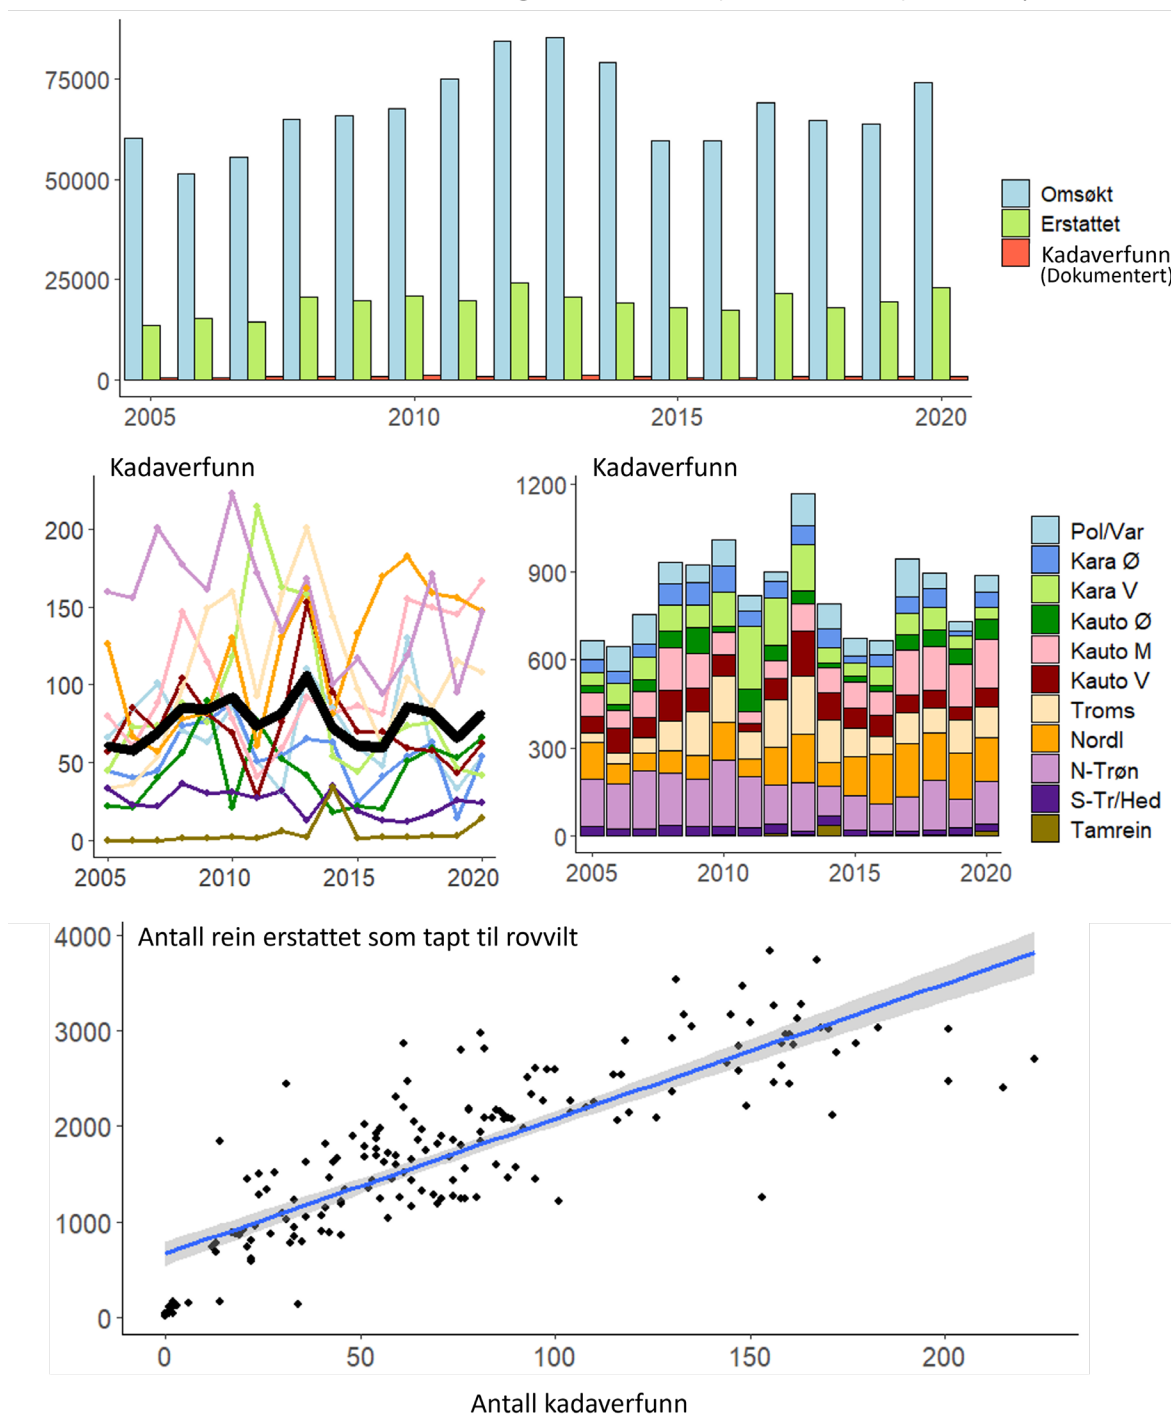 75000
50000
25000
0
2005 2010 2015 2020
Omsøkt
Erstattet
Kadaverfunn
(Dokumentert)
Kadaverfunn
200
150
100
50
0
2005 2010 2015 2020
Kadaverfunn
1200
900
600
300
0
2005 2010 2015 2020
Pol/Var
Kara Ø
Kara V
Kauto Ø
Kauto M
Kauto V
Troms
Nordl
N-Trøn
S-Tr/Hed
Tamrein
Antall rein erstattet som tapt til rovvilt
4000
3000
2000
1000
0
0 50 100 150 200
Antall kadaverfunn